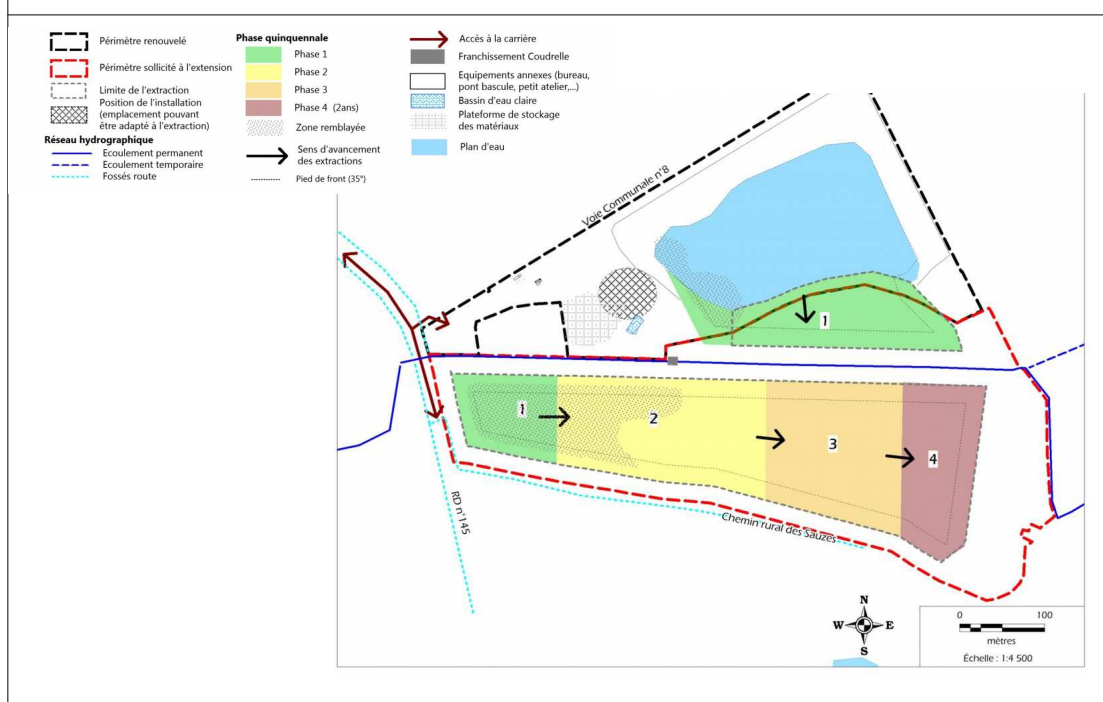 Périmètre renouvelé
Périmètre sollicité à l'extension
Limite de l'extraction
Position de l'installation
(emplacement pouvant
être adapté à l'extraction)
Réseau hydrographique
Ecoulement permanent
Ecoulement temporaire
Fossés route
Phase quinquennale
Phase 1
Phase 2
Phase 3
Phase 4 (2ans)
Zone remblayée
Sens d'avancement
des extractions
Pied de front (35°)
Accès à la carrière
Franchissement Coudrelle
Equipements annexes (bureau,
pont bascule, petit atelier,...)
Bassin d'eau claire
Plateforme de stockage
des matériaux
Plan d'eau
Voie Communale n°8
1
1
2
3
4
RD n°145
Chemin rural des Sauzes
N
W E
S
0 100
mètres
Échelle : 1:4 500